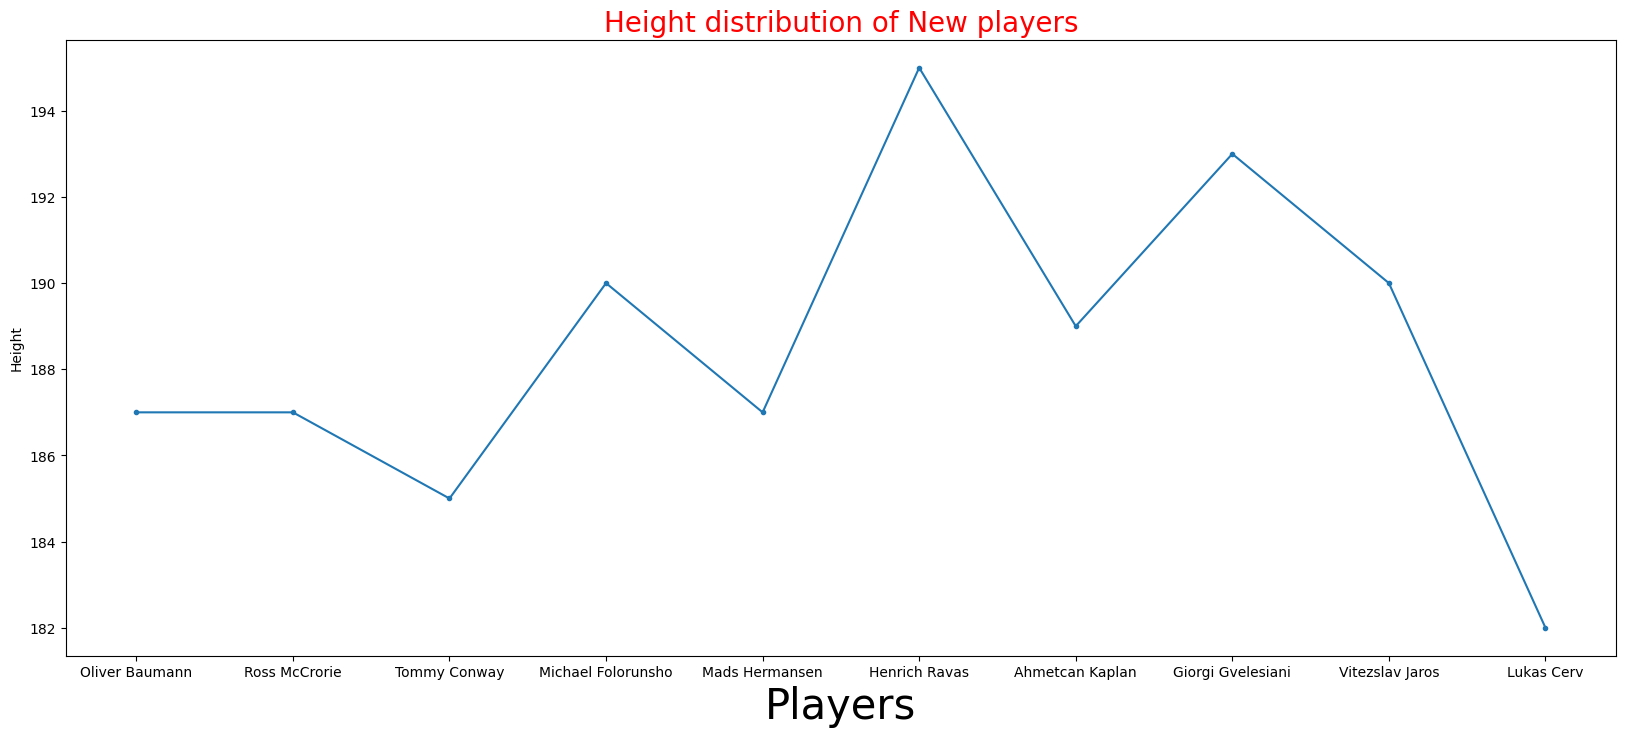 Height distribution of New players
194
192
190
188
186
184
182
Height
Oliver Baumann Ross McCrorie Tommy Conway Michael Folorunsho Mads Hermansen Henrich Ravas Ahmetcan Kaplan Giorgi Gvelesiani Vitezslav Jaros Lukas Cerv
Players